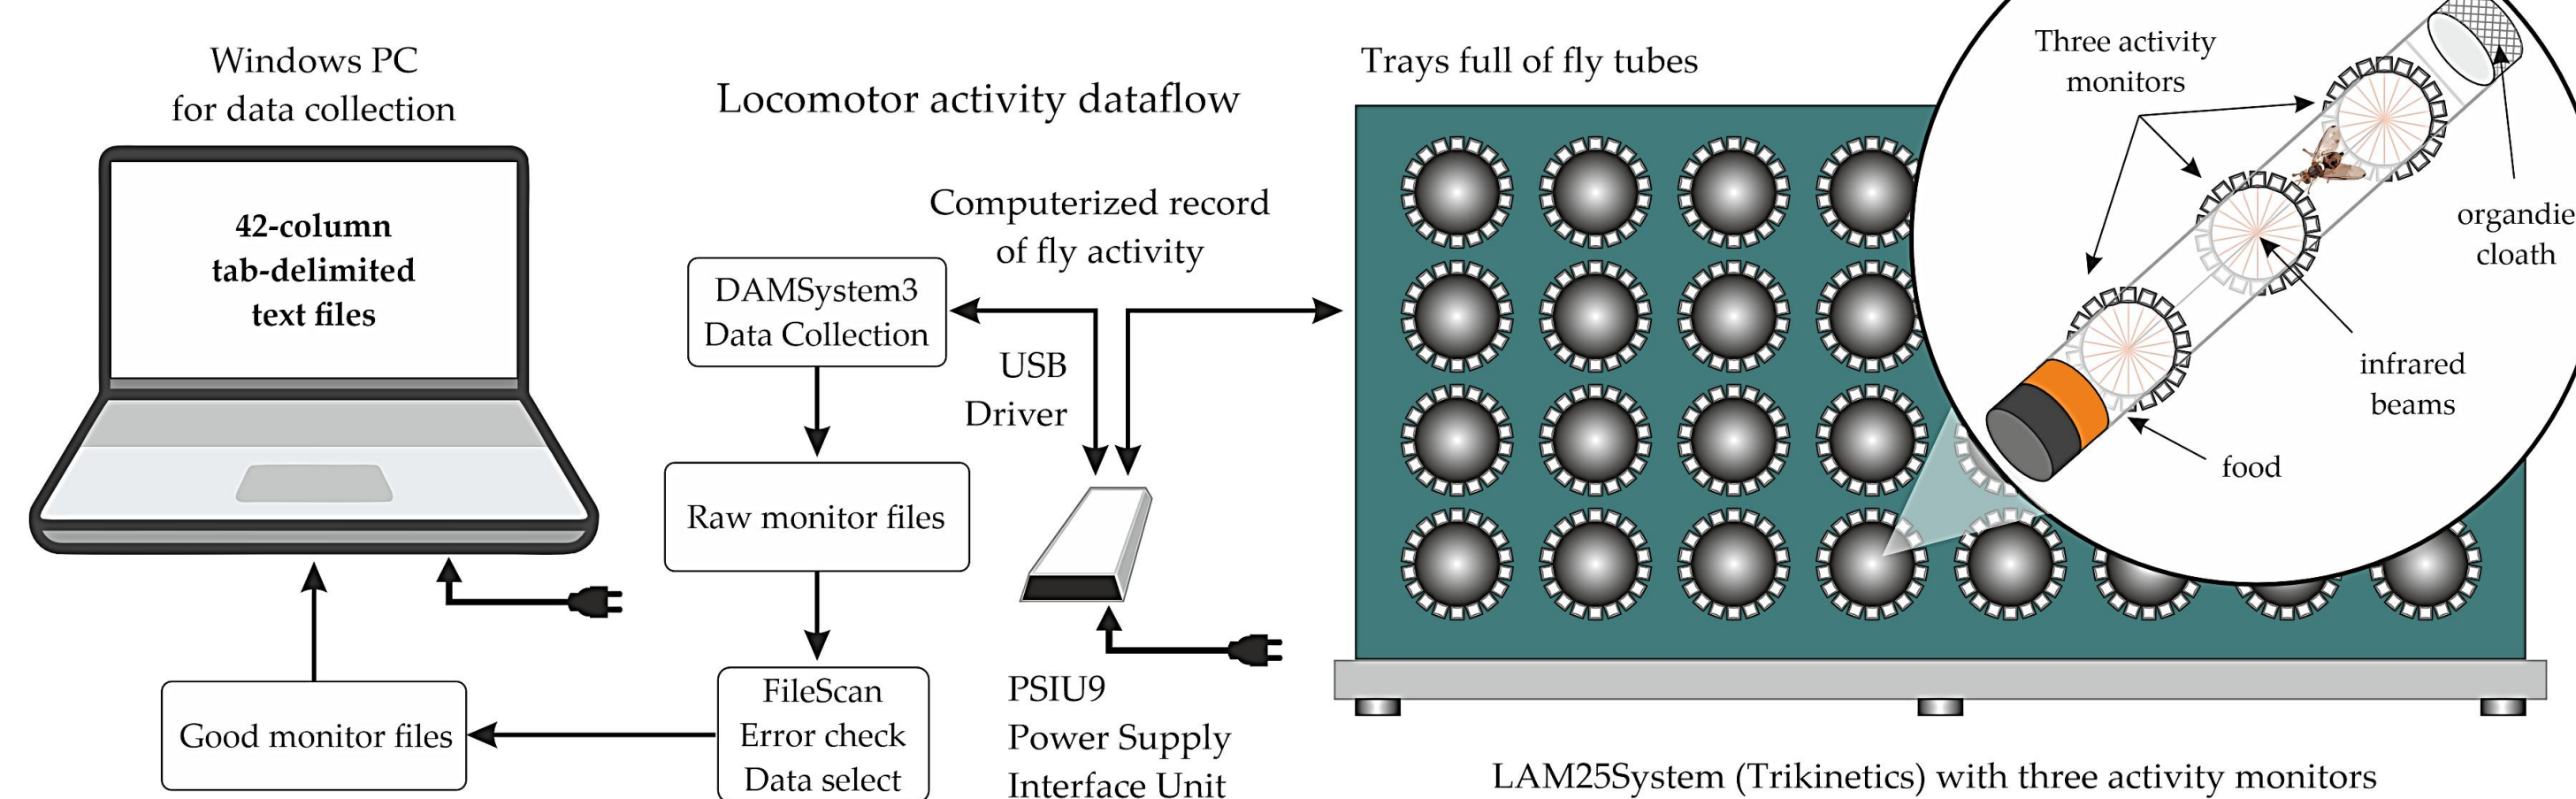 Windows PC
for data collection
42-column
tab-delimited
text files
Locomotor activity dataflow
Computerized record
of fly activity
DAMSystem3
Data Collection
USB
Driver
Raw monitor files
FileScan
Error check
Data select
Good monitor files
PSIU9
Power Supply
Interface Unit
Trays full of fly tubes
Three activity
monitors
organdie
cloath
infrared
beams
food
LAM25System (Trikinetics) with three activity monitors